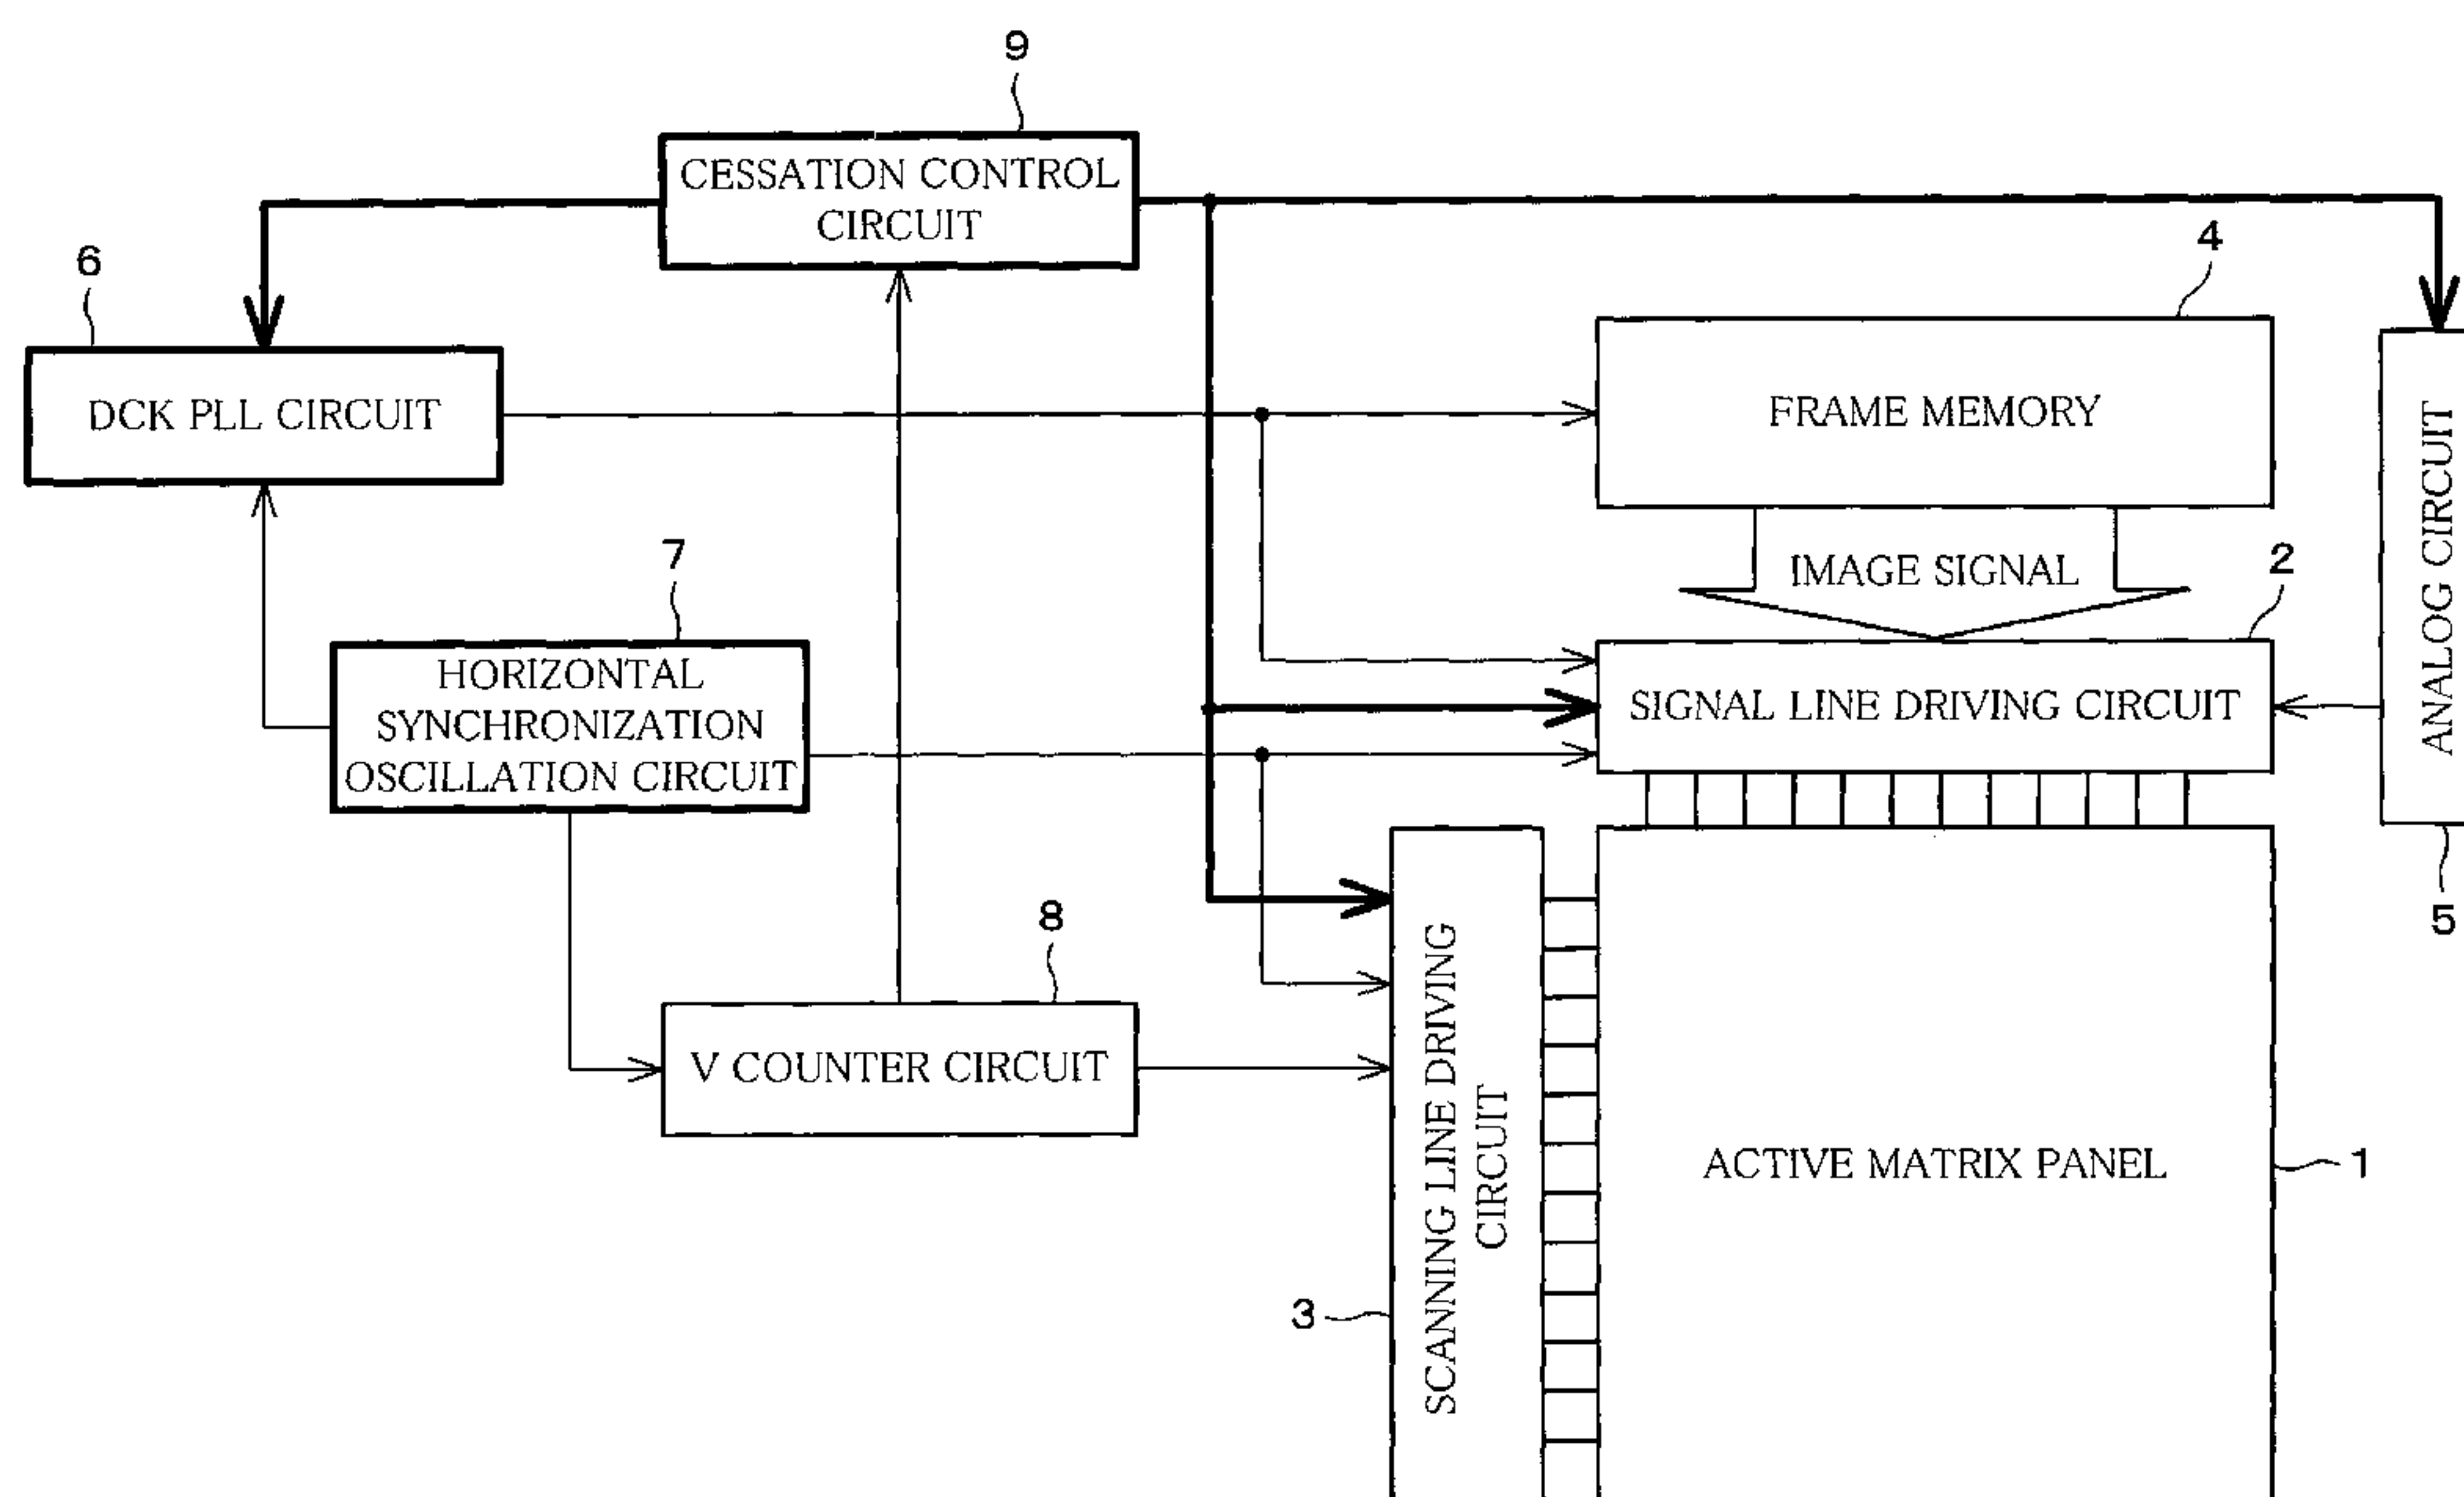 9
CESSATION CONTROL
CIRCUIT
4
6
DCK PLL CIRCUIT
FRAME MEMORY
ANALOG CIRCUIT
7
IMAGE SIGNAL
2
HORIZONTAL
SYNCHRONIZATION
OSCILLATION CIRCUIT
SIGNAL LINE DRIVING CIRCUIT
8
5
V COUNTER CIRCUIT
SCANNING LINE DRIVING
CIRCUIT
ACTIVE MATRIX PANEL
1
3